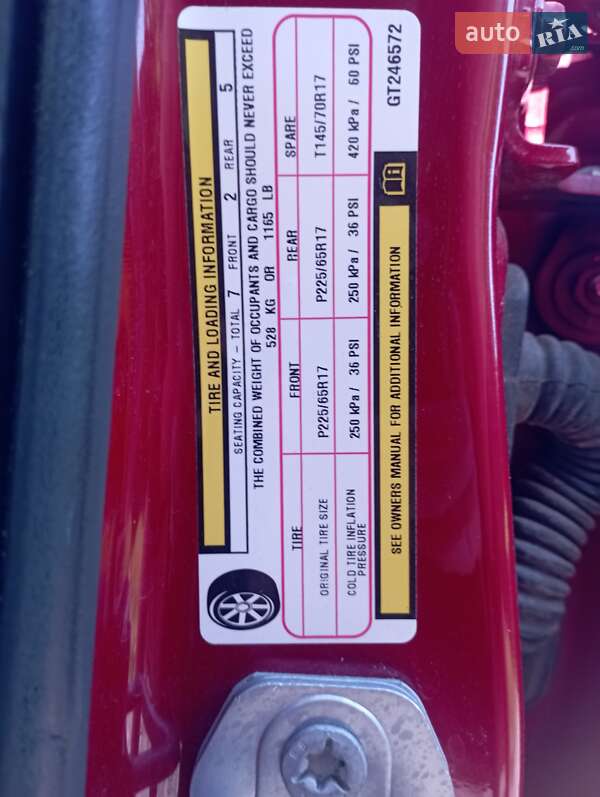 auto RIA .com
TIRE AND LOADING INFORMATION
SEATING CAPACITY - TOTAL 7 FRONT 2 REAR 5
THE COMBINED WEIGHT OF OCCUPANTS AND CARGO SHOULD NEVER EXCEED
528 KG OR 1165 LB
TIRE FRONT REAR SPARE
ORIGINAL TIRE SIZE P225/65R17 P225/65R17 T145/70R17
COLD TIRE INFLATION PRESSURE 250 kPa / 36 PSI 250 kPa / 36 PSI 420 kPa / 60 PSI
SEE OWNERS MANUAL FOR ADDITIONAL INFORMATION
GT246572